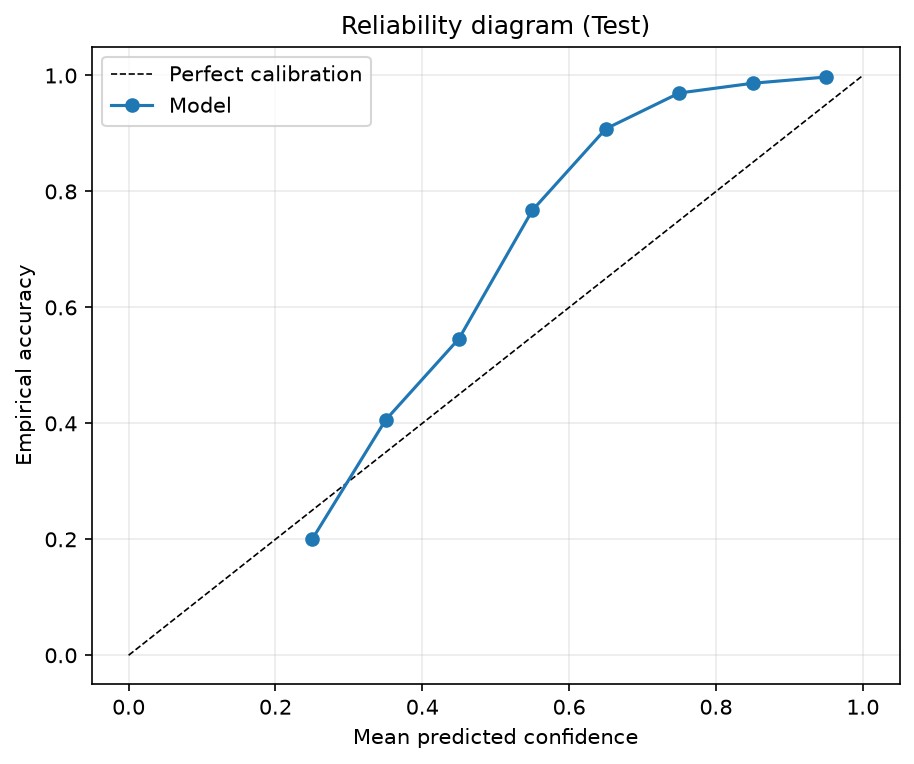 Reliability diagram (Test)
Perfect calibration
Model
1.0
0.8
0.6
0.4
0.2
0.0
Empirical accuracy
0.0 0.2 0.4 0.6 0.8 1.0
Mean predicted confidence